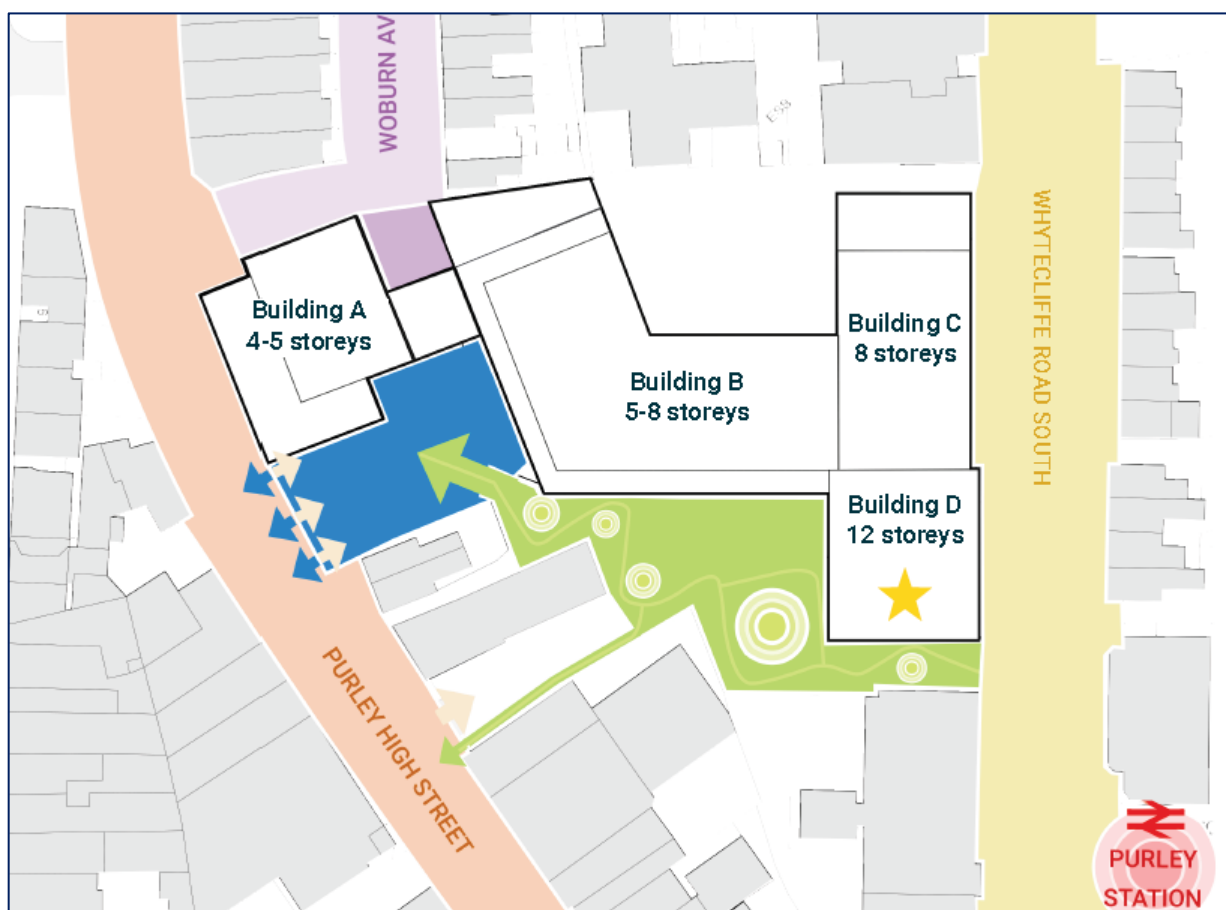 WOBURN AV
E59
Building A
4-5 storeys
Building B
5-8 storeys
Building C
8 storeys
Building D
12 storeys
WHYTECLIFFE ROAD SOUTH
PURLEY HIGH STREET
PURLEY
STATION